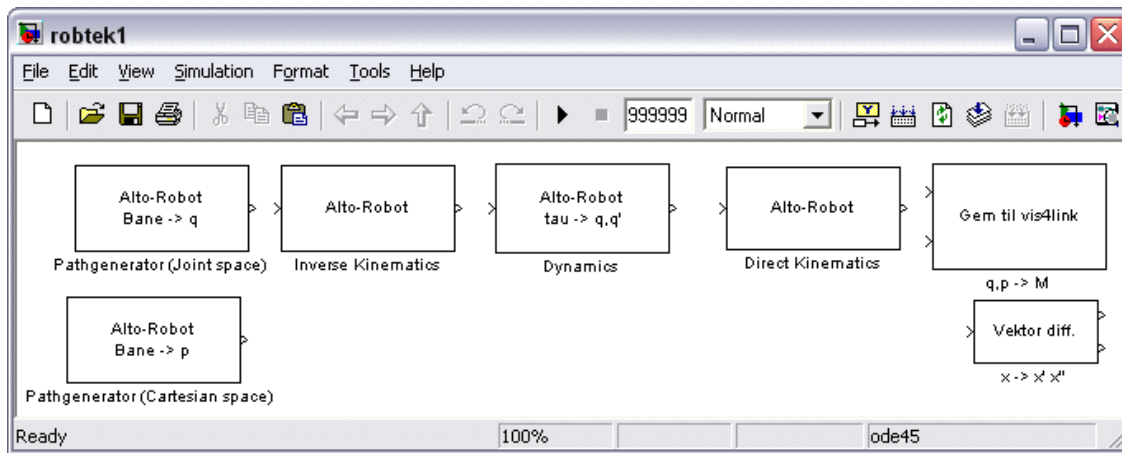 robtek1
File Edit View Simulation Format Tools Help
999999 Normal
Alto-Robot
Bane -> q
Pathgenerator (Joint space)
Alto-Robot
Inverse Kinematics
Alto-Robot
tau -> q,q'
Dynamics
Alto-Robot
Direct Kinematics
Gem til vis4link
q,p -> M
Alto-Robot
Bane -> p
Pathgenerator (Cartesian space)
Vektor diff.
x -> x' x''
Ready 100% ode45